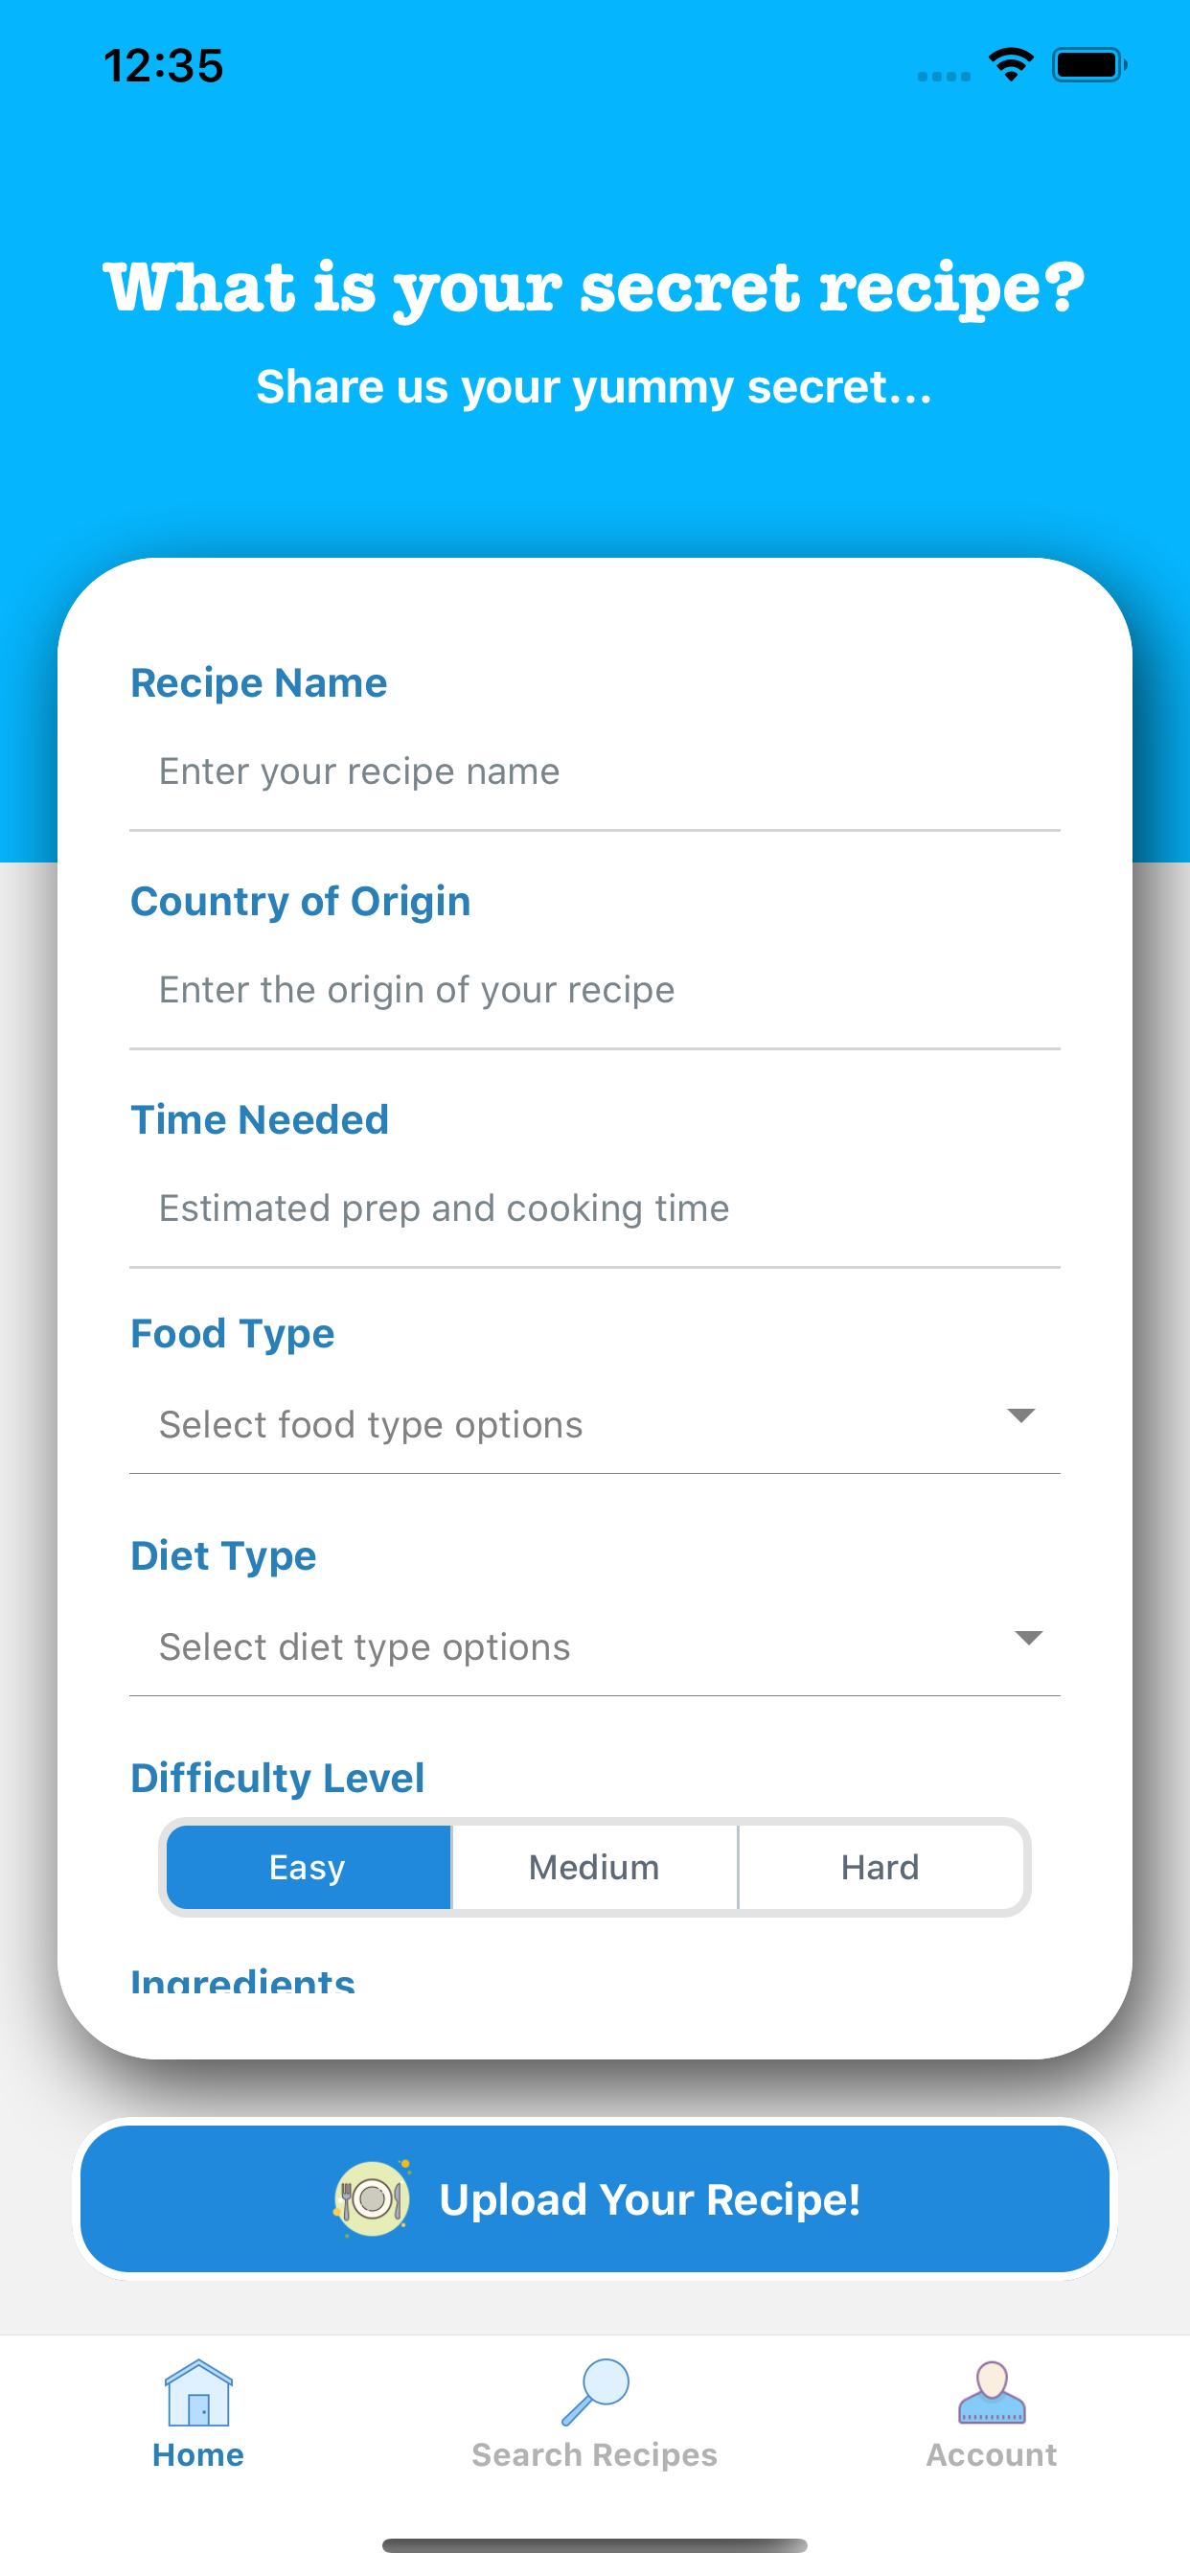 12:35
What is your secret recipe?
Share us your yummy secret...
Recipe Name
Enter your recipe name
Country of Origin
Enter the origin of your recipe
Time Needed
Estimated prep and cooking time
Food Type
Select food type options
Diet Type
Select diet type options
Difficulty Level
Easy Medium Hard
Ingredients
Upload Your Recipe!
Home Search Recipes Account